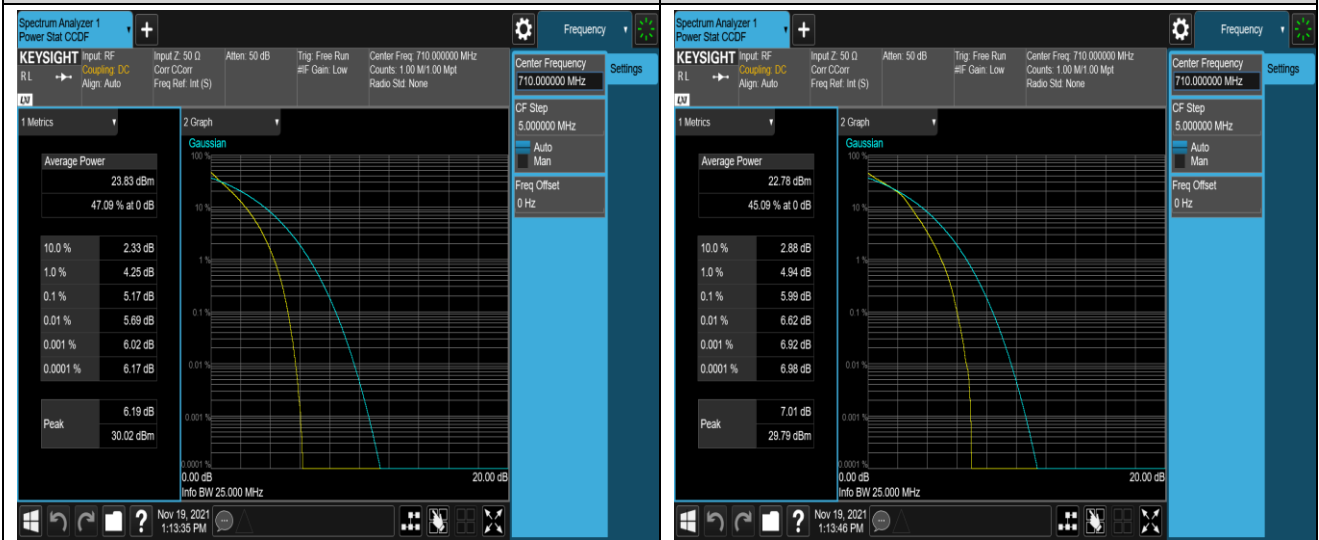 Spectrum Analyzer 1
Power Stat CCDF
+
Frequency
KEYSIGHT
R L
LXI
Input: RF
Coupling: DC
Align: Auto
Input Z: 50 Ω
Corr CCorr
Freq Ref: Int (S)
Atten: 50 dB
Trig: Free Run
#IF Gain: Low
Center Freq: 710.000000 MHz
Counts: 1.00 M/1.00 Mpt
Radio Std: None
Center Frequency
710.000000 MHz
Settings
CF Step
5.000000 MHz
Auto
Man
Freq Offset
0 Hz
1 Metrics
2 Graph
Average Power
23.83 dBm
47.09 % at 0 dB
10.0 % 2.33 dB
1.0 % 4.25 dB
0.1 % 5.17 dB
0.01 % 5.69 dB
0.001 % 6.02 dB
0.0001 % 6.17 dB
Peak
6.19 dB
30.02 dBm
Gaussian
100 %
10 %
1 %
0.1 %
0.01 %
0.001 %
0.0001 %
0.00 dB 20.00 dB
Info BW 25.000 MHz
?
Nov 19, 2021
1:13:35 PM
Spectrum Analyzer 1
Power Stat CCDF
+
Frequency
KEYSIGHT
R L
LXI
Input: RF
Coupling: DC
Align: Auto
Input Z: 50 Ω
Corr CCorr
Freq Ref: Int (S)
Atten: 50 dB
Trig: Free Run
#IF Gain: Low
Center Freq: 710.000000 MHz
Counts: 1.00 M/1.00 Mpt
Radio Std: None
Center Frequency
710.000000 MHz
Settings
CF Step
5.000000 MHz
Auto
Man
Freq Offset
0 Hz
1 Metrics
2 Graph
Average Power
22.78 dBm
45.09 % at 0 dB
10.0 % 2.88 dB
1.0 % 4.94 dB
0.1 % 5.99 dB
0.01 % 6.62 dB
0.001 % 6.92 dB
0.0001 % 6.98 dB
Peak
7.01 dB
29.79 dBm
Gaussian
100 %
10 %
1 %
0.1 %
0.01 %
0.001 %
0.0001 %
0.00 dB 20.00 dB
Info BW 25.000 MHz
?
Nov 19, 2021
1:13:46 PM